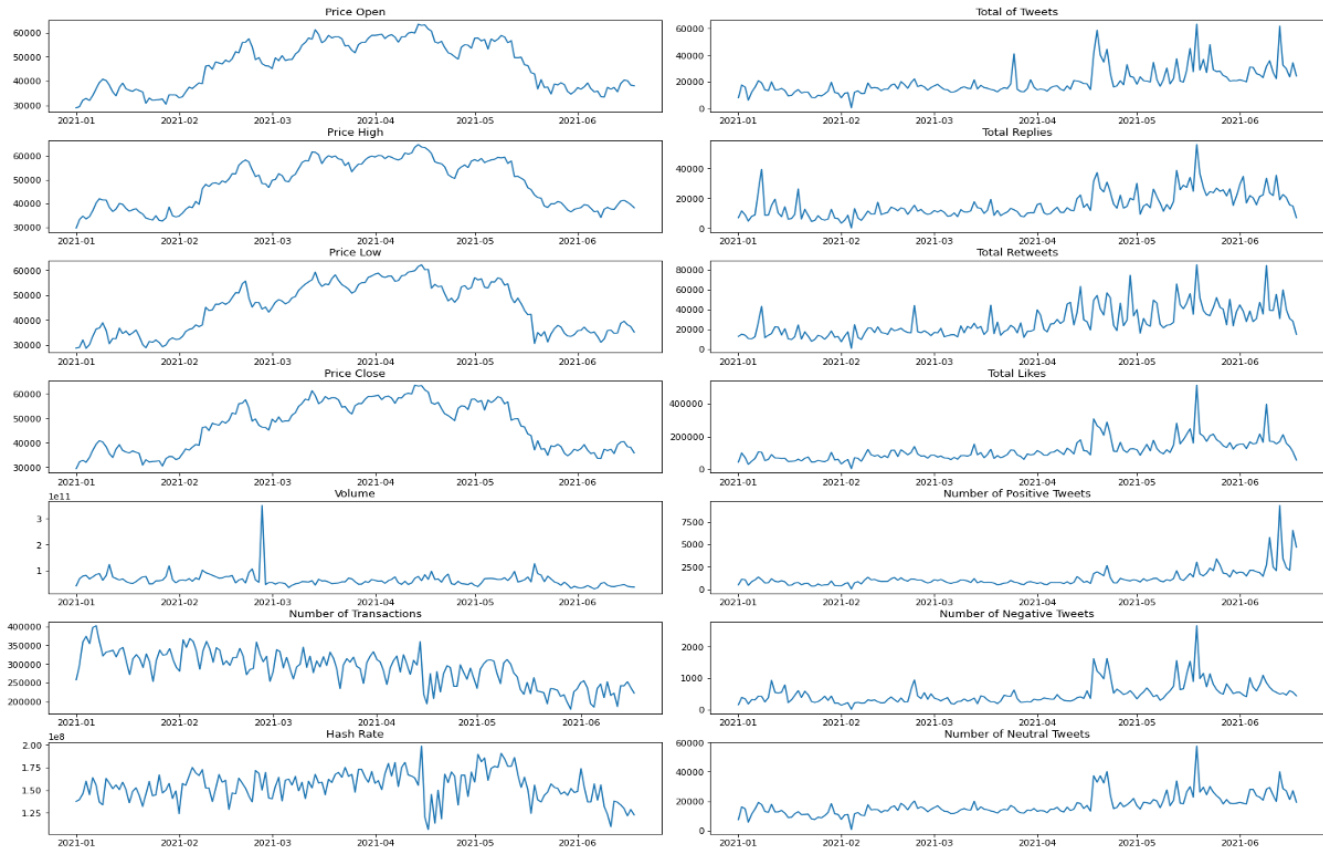 Price Open
60000
50000
40000
30000
2021-01 2021-02 2021-03 2021-04 2021-05 2021-06
Price High
60000
50000
40000
30000
2021-01 2021-02 2021-03 2021-04 2021-05 2021-06
Price Low
60000
50000
40000
30000
2021-01 2021-02 2021-03 2021-04 2021-05 2021-06
Price Close
60000
50000
40000
30000
2021-01 2021-02 2021-03 2021-04 2021-05 2021-06
1e11 Volume
3
2
1
2021-01 2021-02 2021-03 2021-04 2021-05 2021-06
Number of Transactions
400000
350000
300000
250000
200000
2021-01 2021-02 2021-03 2021-04 2021-05 2021-06
1e8 Hash Rate
2.00
1.75
1.50
1.25
2021-01 2021-02 2021-03 2021-04 2021-05 2021-06
Total of Tweets
60000
40000
20000
0
2021-01 2021-02 2021-03 2021-04 2021-05 2021-06
Total Replies
40000
20000
0
2021-01 2021-02 2021-03 2021-04 2021-05 2021-06
Total Retweets
80000
60000
40000
20000
0
2021-01 2021-02 2021-03 2021-04 2021-05 2021-06
Total Likes
400000
200000
0
2021-01 2021-02 2021-03 2021-04 2021-05 2021-06
Number of Positive Tweets
7500
5000
2500
0
2021-01 2021-02 2021-03 2021-04 2021-05 2021-06
Number of Negative Tweets
2000
1000
0
2021-01 2021-02 2021-03 2021-04 2021-05 2021-06
Number of Neutral Tweets
60000
40000
20000
0
2021-01 2021-02 2021-03 2021-04 2021-05 2021-06